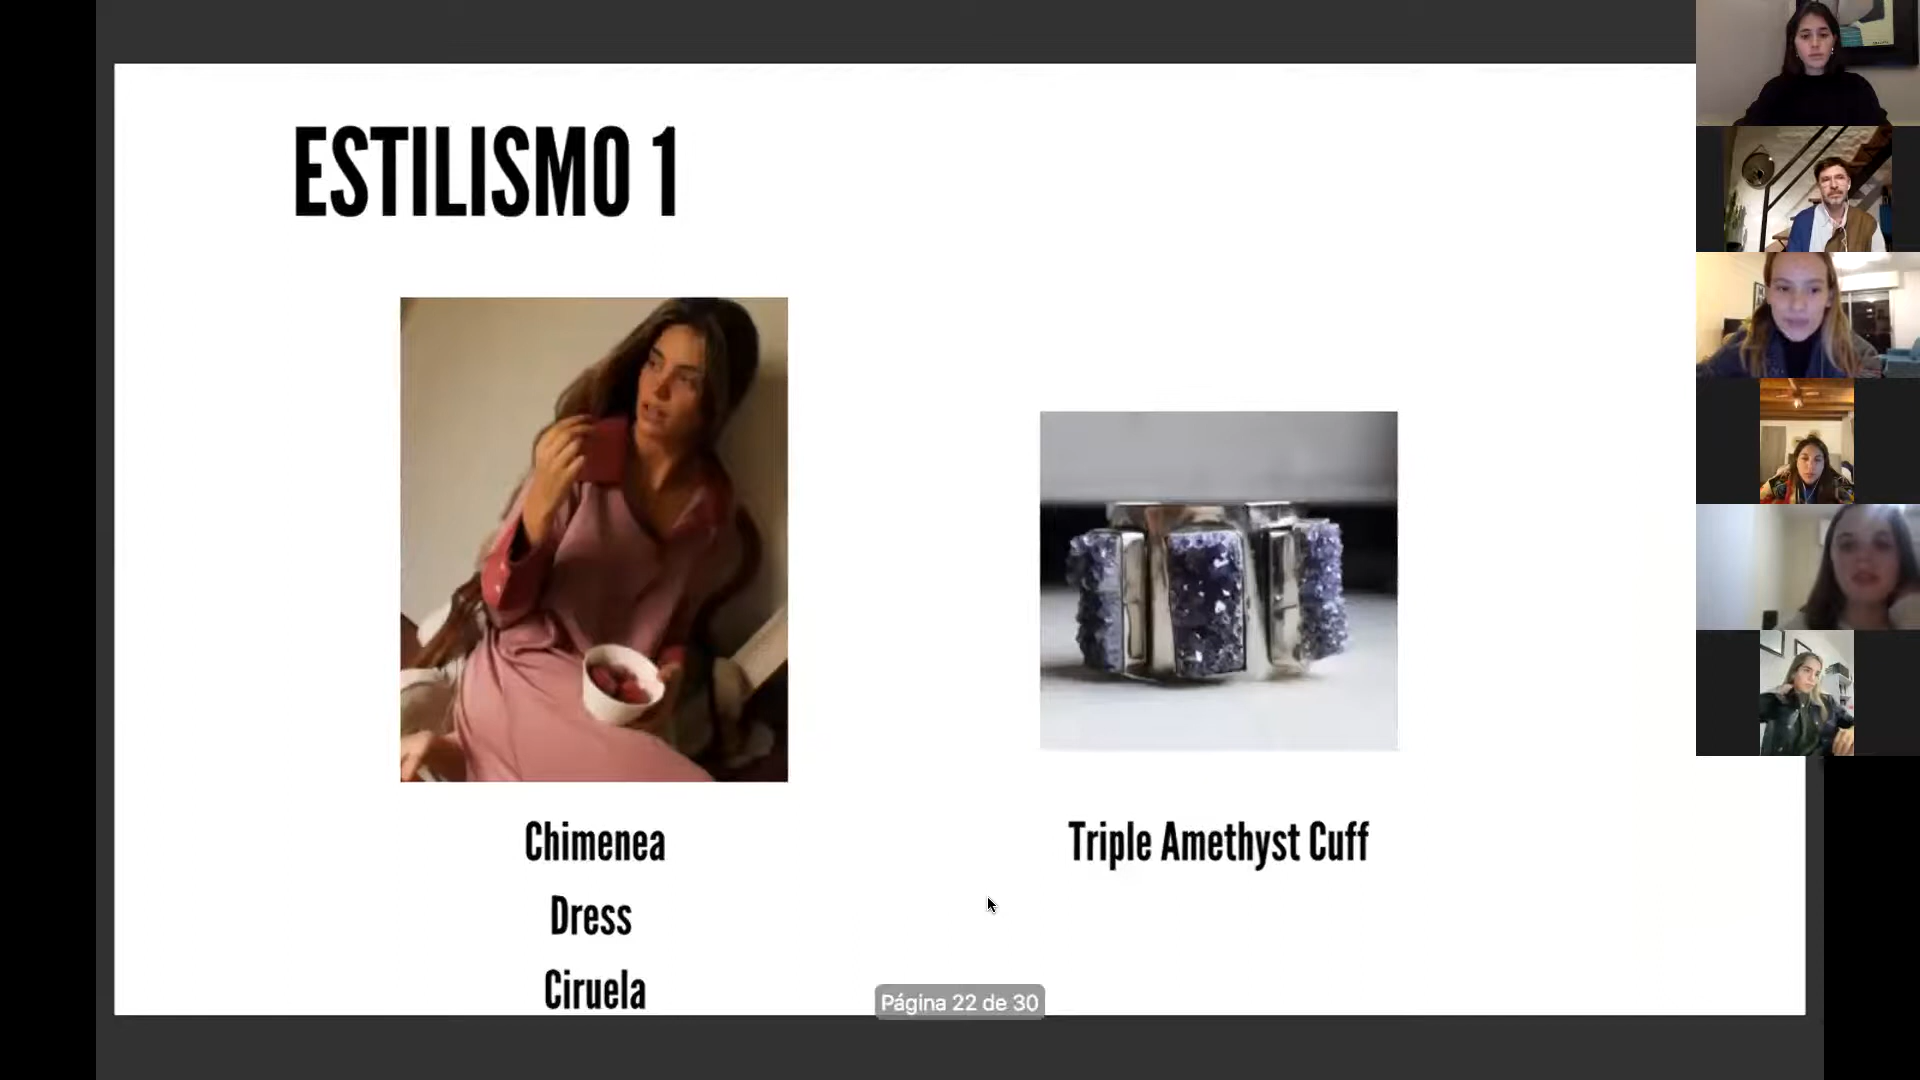 ESTILISMO 1
Chimenea
Dress
Ciruela
Triple Amethyst Cuff
Página 22 de 30